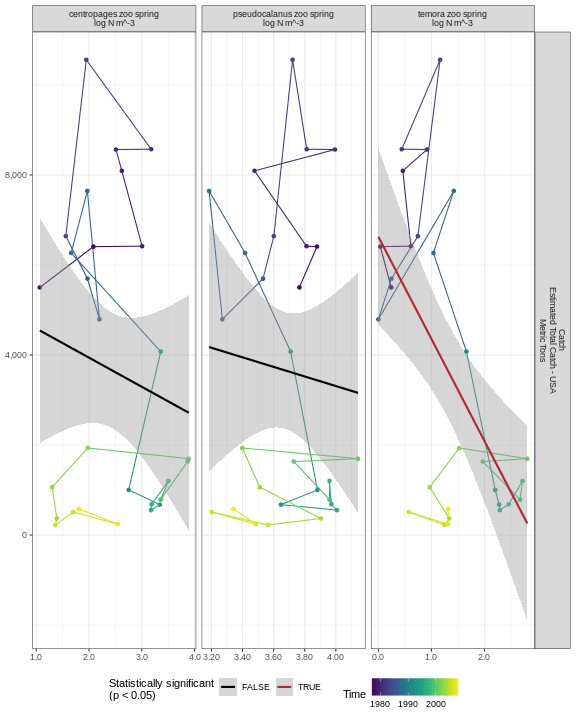 centropages zoo spring
log N m^-3
pseudocalanus zoo spring
log N m^-3
temora zoo spring
log N m^-3
8,000
4,000
0
Catch
Estimated Total Catch - USA
Metric Tons
1.0 2.0 3.0 4.0
3.20 3.40 3.60 3.80 4.00
0.0 1.0 2.0
Statistically significant
(p < 0.05)
FALSE
TRUE
Time
1980 1990 2000